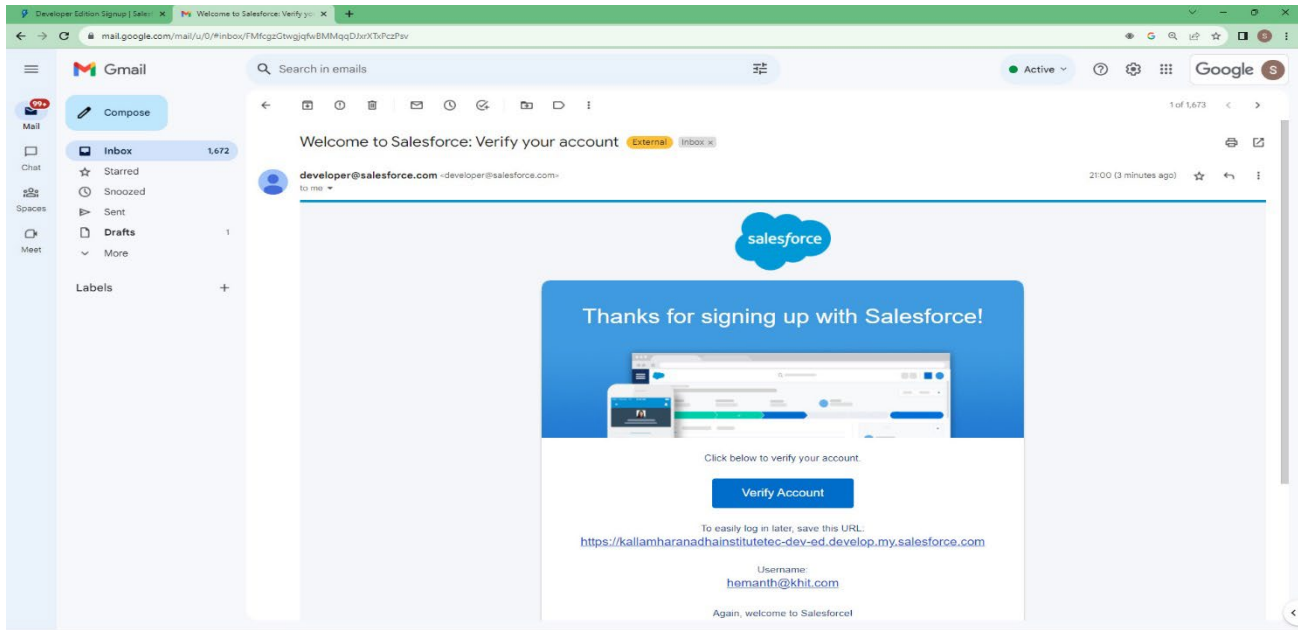 Developer Edition Signup | Sales
Welcome to Salesforce: Verify yo
mail.google.com/mail/u/0/#inbox/FMfcgzGtwgjqfwBMMqqDJxrXTxPczPsv
Gmail
Search in emails
Active
Google
S
99+
Mail
Compose
1 of 1,673
Welcome to Salesforce: Verify your account External Inbox x
Inbox 1,672
Chat
Starred
developer@salesforce.com <developer@salesforce.com>
21:00 (3 minutes ago)
to me
Snoozed
Spaces
Sent
Drafts 1
Meet
More
Labels
salesforce
Thanks for signing up with Salesforce!
Click below to verify your account.
Verify Account
To easily log in later, save this URL:
https://kallamharanadhainstitutetec-dev-ed.develop.my.salesforce.com
Username:
hemanth@khit.com
Again, welcome to Salesforce!